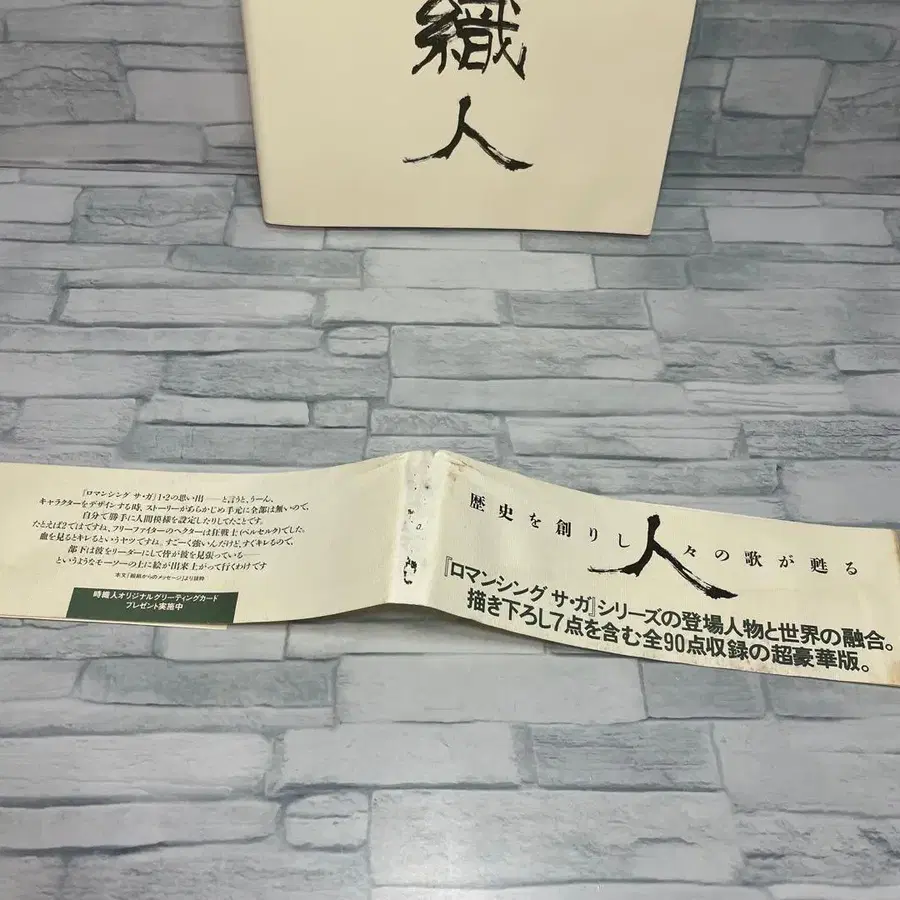 織
人
『ロマンシング サ・ガ』1・2の思い出――と言うと、うーん、
キャラクターをデザインする時、ストーリーがあらかじめ手元に全部は無いので、
自分で勝手に人間模様を設定したりしてたことです。
たとえば2ではですね、フリーファイターのヘクターは狂戦士(ベルセルク)でした。
血を見るとキレるというヤツですね。すごーく強いんだけど、すぐキレるので、
部下は彼をリーダーにして皆が彼を見張っている――
というようなモーソーの上に絵が出来上がって行くわけです
本文「絵紙からのメッセージ」より抜粋
時織人オリジナルグリーティングカード
プレゼント実施中
歴史を創りし人々の歌が甦る
『ロマンシング サ・ガ』シリーズの登場人物と世界の融合。
描き下ろし7点を含む全90点収録の超豪華版。